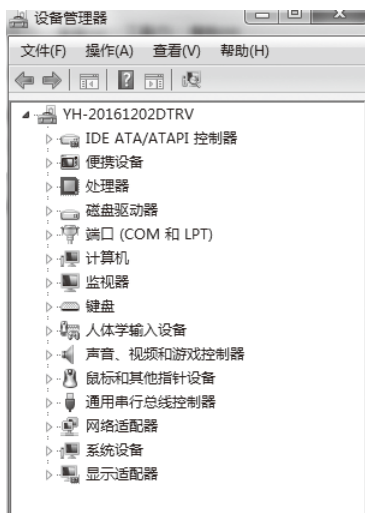 设备管理器
文件(F) 操作(A) 查看(V) 帮助(H)
YH-20161202DTRV
IDE ATA/ATAPI 控制器
便携设备
处理器
磁盘驱动器
端口 (COM 和 LPT)
计算机
监视器
键盘
人体学输入设备
声音、视频和游戏控制器
鼠标和其他指针设备
通用串行总线控制器
网络适配器
系统设备
显示适配器